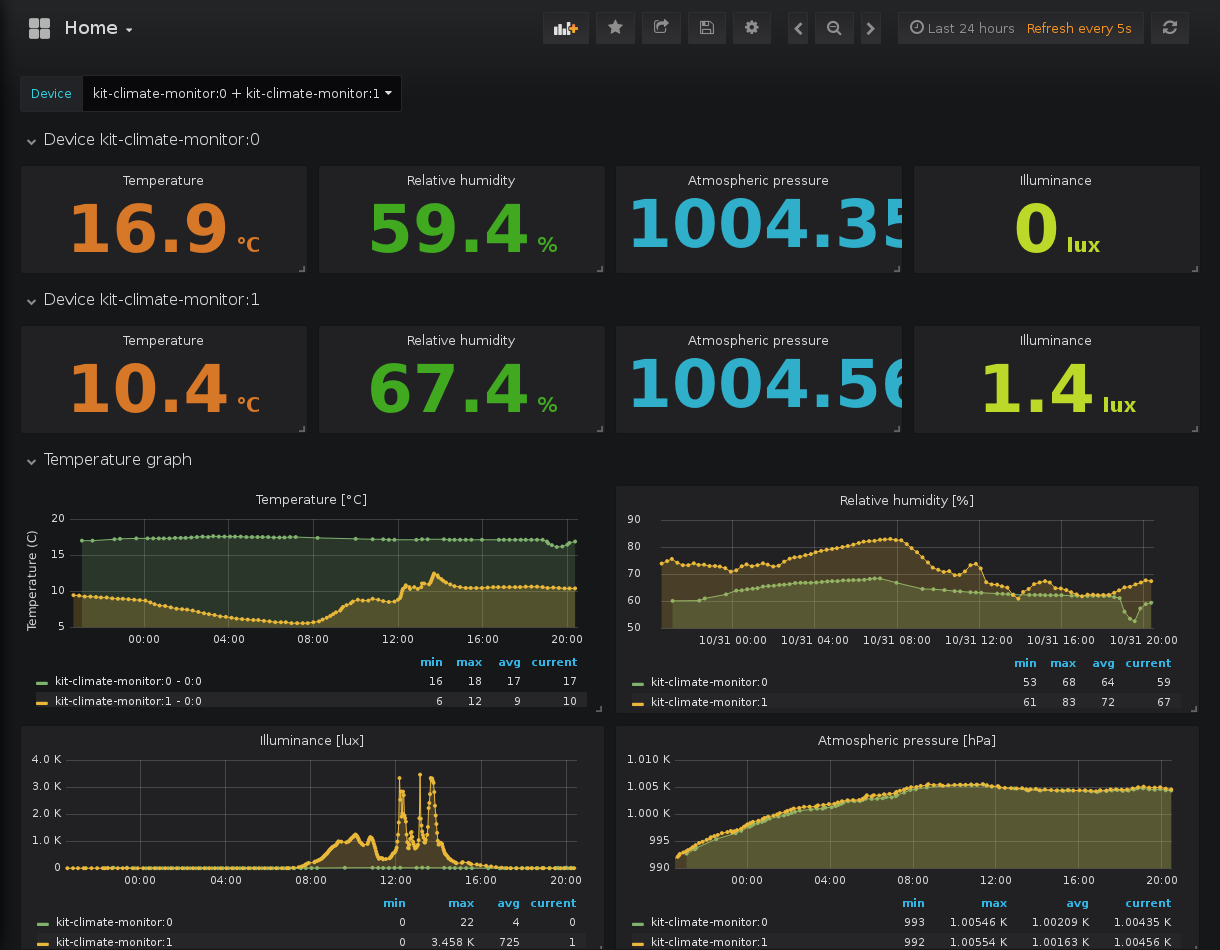 Home
Last 24 hours Refresh every 5s
Device kit-climate-monitor:0 + kit-climate-monitor:1
Device kit-climate-monitor:0
Temperature Relative humidity Atmospheric pressure Illuminance
16.9 °C 59.4 % 1004.35 0 lux
Device kit-climate-monitor:1
Temperature Relative humidity Atmospheric pressure Illuminance
10.4 °C 67.4 % 1004.56 1.4 lux
Temperature graph
Temperature [°C]
Temperature (C)
20
15
10
5
00:00 04:00 08:00 12:00 16:00 20:00
min max avg current
kit-climate-monitor:0 - 0:0 16 18 17 17
kit-climate-monitor:1 - 0:0 6 12 9 10
Relative humidity [%]
90
80
70
60
50
10/31 00:00 10/31 04:00 10/31 08:00 10/31 12:00 10/31 16:00 10/31 20:00
min max avg current
kit-climate-monitor:0 53 68 64 59
kit-climate-monitor:1 61 83 72 67
Illuminance [lux]
4.0 K
3.0 K
2.0 K
1.0 K
0
00:00 04:00 08:00 12:00 16:00 20:00
min max avg current
kit-climate-monitor:0 0 22 4 0
kit-climate-monitor:1 0 3.458 K 725 1
Atmospheric pressure [hPa]
1.010 K
1.005 K
1.000 K
995
990
00:00 04:00 08:00 12:00 16:00 20:00
min max avg current
kit-climate-monitor:0 993 1.00546 K 1.00209 K 1.00435 K
kit-climate-monitor:1 992 1.00554 K 1.00163 K 1.00456 K